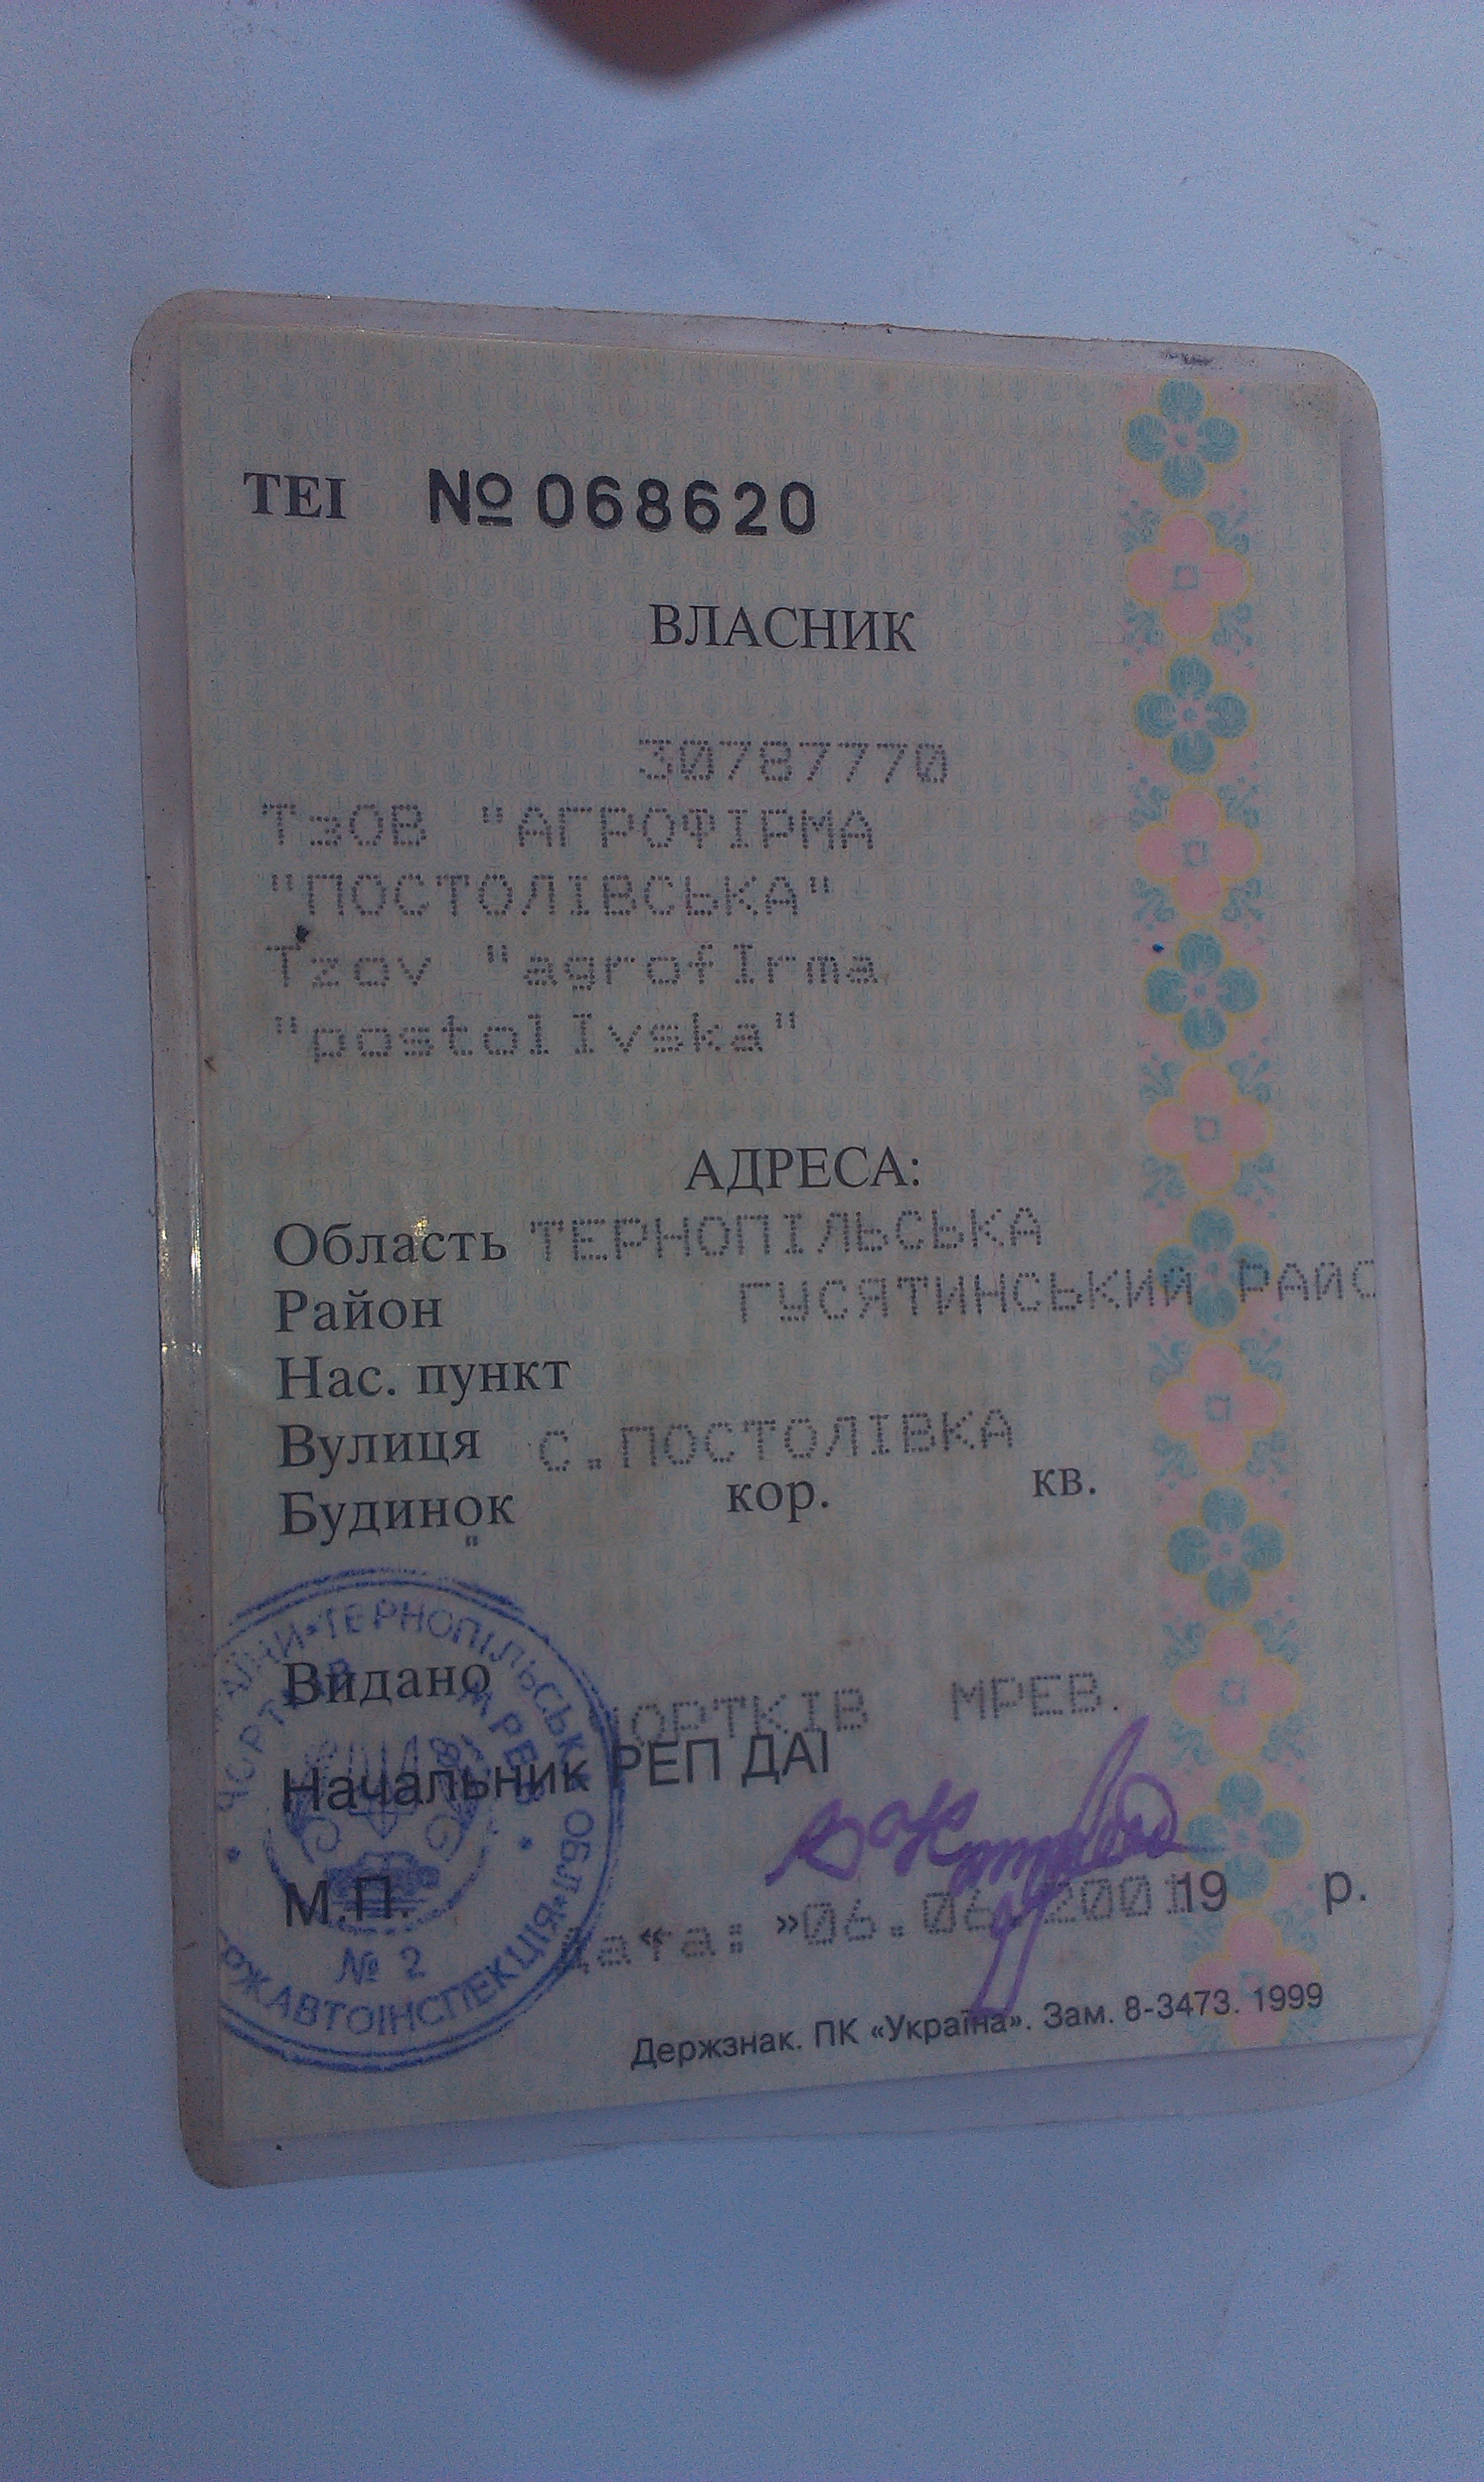 ТЕІ № 068620
ВЛАСНИК
30787770
ТзОВ "АГРОФІРМА
"ПОСТОЛІВСЬКА"
Tzov "agrofIrma
"postolIvska"
АДРЕСА:
Область ТЕРНОПІЛЬСЬКА
Район ГУСЯТИНСЬКИЙ РАЙО
Нас. пункт
Вулиця с.ПОСТОЛІВКА
Будинок кор. кв.
Видано ЧОРТКІВ МРЕВ.
Начальник РЕП ДАІ
М.П.
Дата: »06.06.2001 19 р.
№ 2
Держзнак. ПК «Україна». Зам. 8-3473. 1999